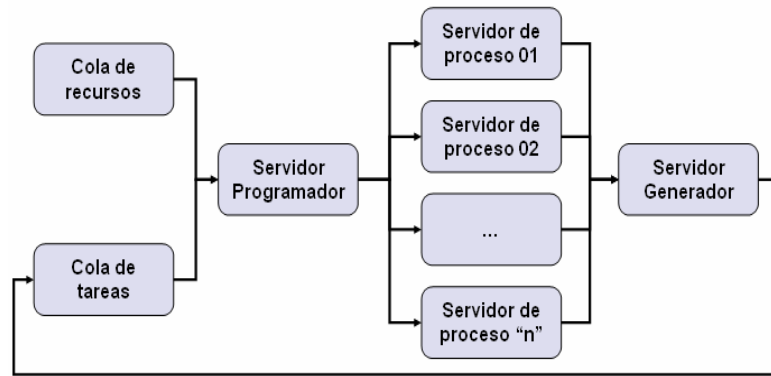 Cola de
recursos
Cola de
tareas
Servidor
Programador
Servidor de
proceso 01
Servidor de
proceso 02
...
Servidor de
proceso “n”
Servidor
Generador